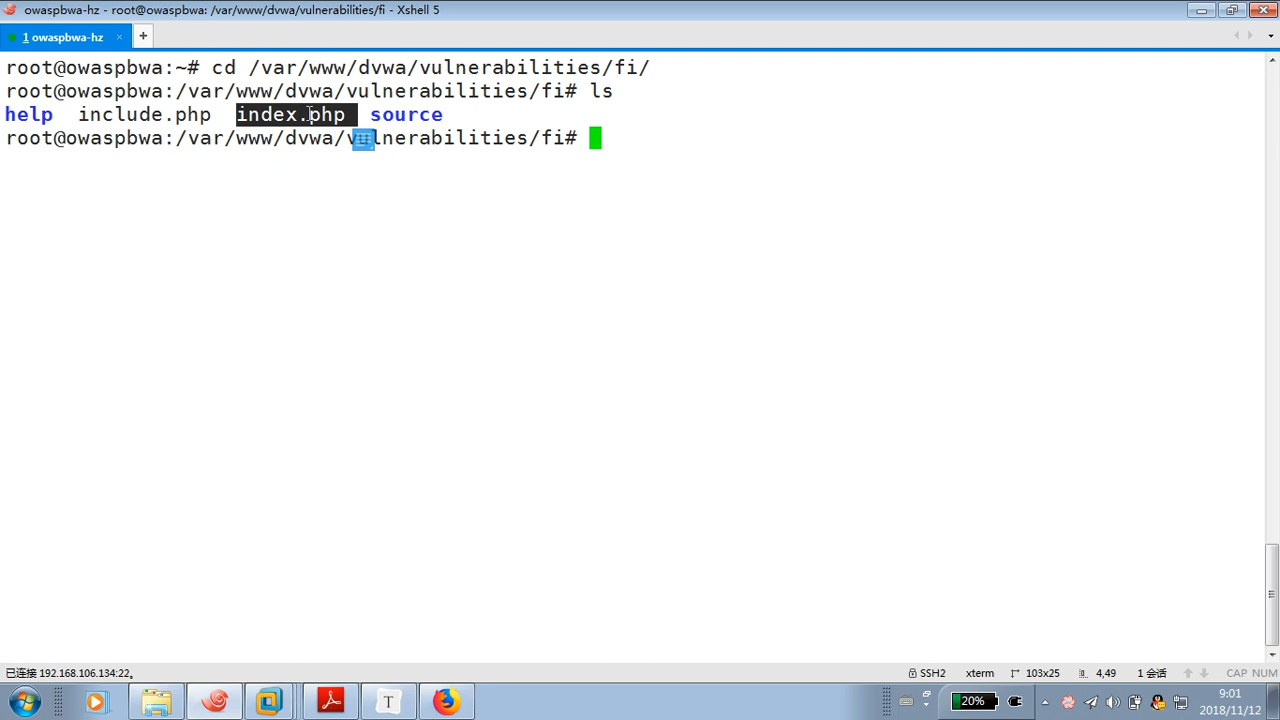 owaspbwa-hz - root@owaspbwa: /var/www/dvwa/vulnerabilities/fi - Xshell 5
1 owaspbwa-hz × +
root@owaspbwa:~# cd /var/www/dvwa/vulnerabilities/fi/
root@owaspbwa:/var/www/dvwa/vulnerabilities/fi# ls
help include.php index.php source
root@owaspbwa:/var/www/dvwa/vulnerabilities/fi#
已连接 192.168.106.134:22。 SSH2 xterm 103x25 4,49 1 会话 CAP NUM
T 20% 9:01
2018/11/12